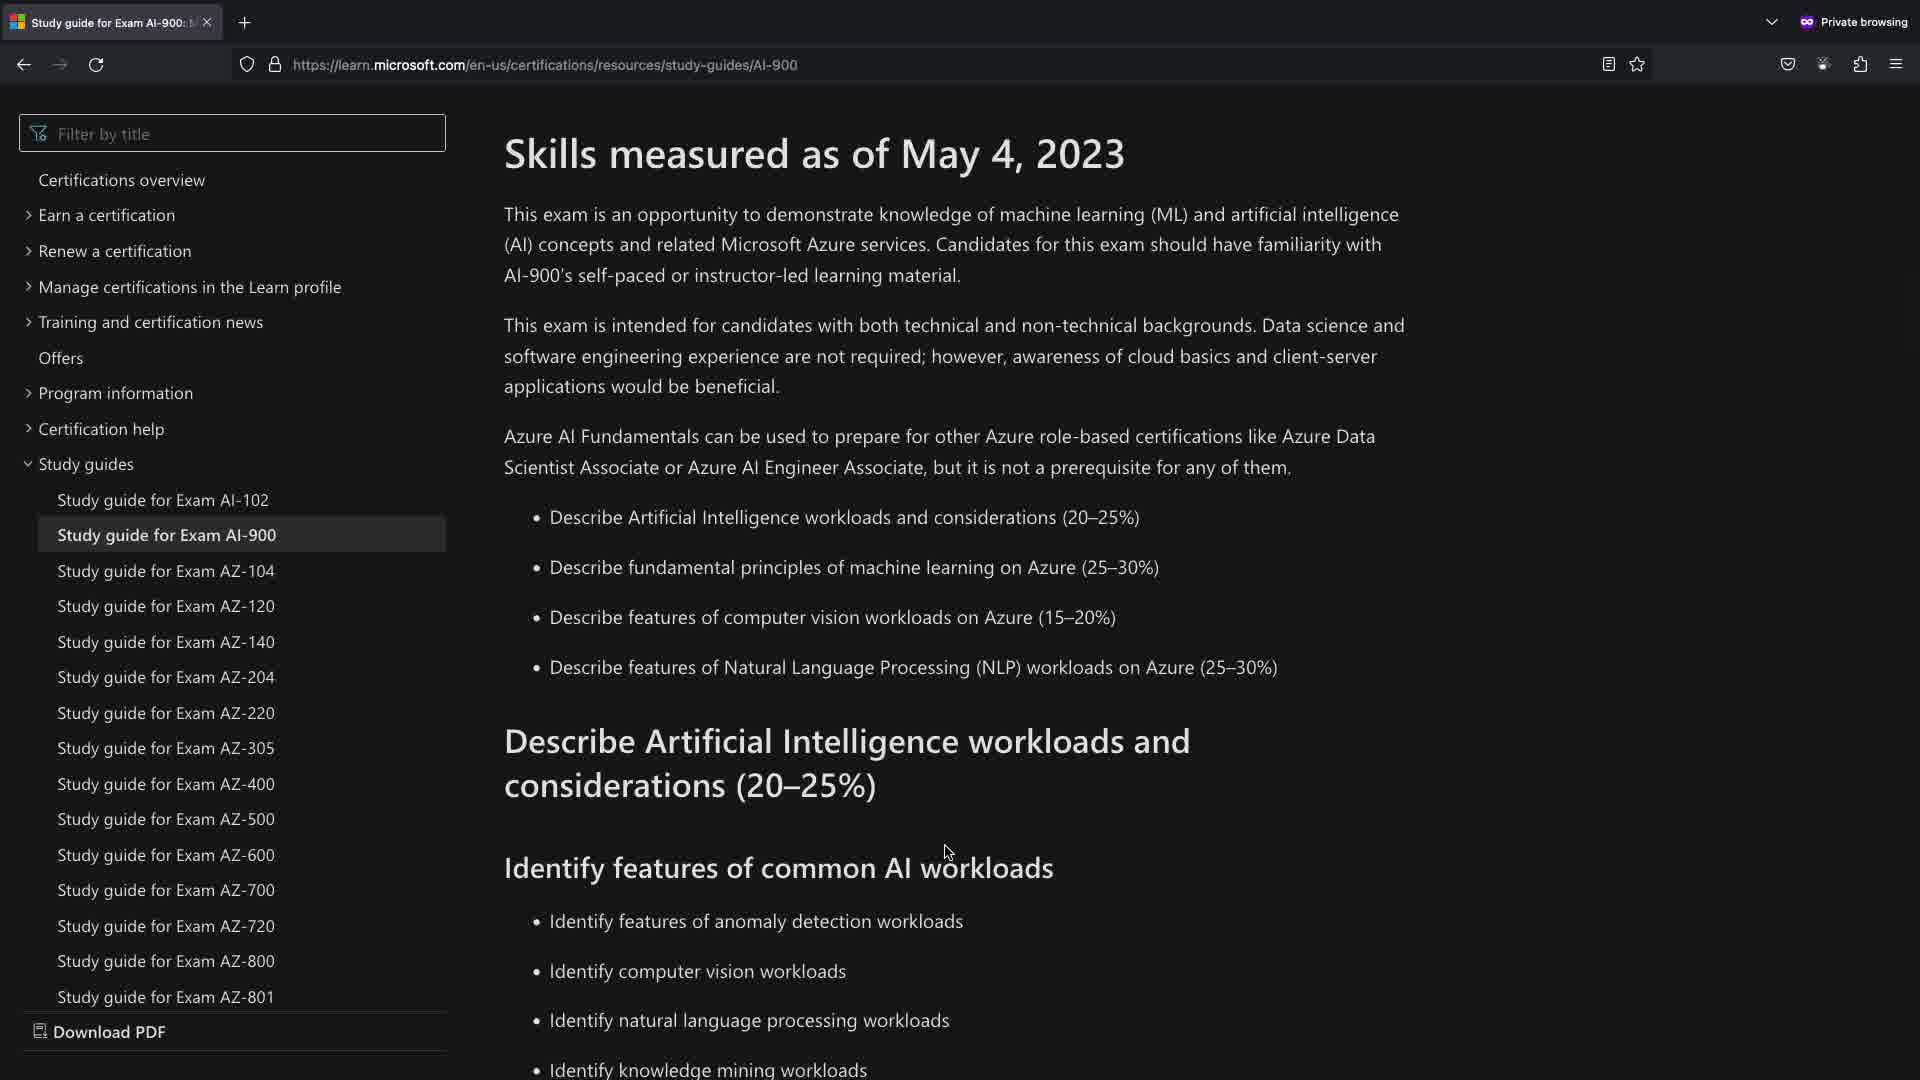 Study guide for Exam AI-900:
Private browsing
https://learn.microsoft.com/en-us/certifications/resources/study-guides/AI-900
Filter by title
Certifications overview
Earn a certification
Renew a certification
Manage certifications in the Learn profile
Training and certification news
Offers
Program information
Certification help
Study guides
Study guide for Exam AI-102
Study guide for Exam AI-900
Study guide for Exam AZ-104
Study guide for Exam AZ-120
Study guide for Exam AZ-140
Study guide for Exam AZ-204
Study guide for Exam AZ-220
Study guide for Exam AZ-305
Study guide for Exam AZ-400
Study guide for Exam AZ-500
Study guide for Exam AZ-600
Study guide for Exam AZ-700
Study guide for Exam AZ-720
Study guide for Exam AZ-800
Study guide for Exam AZ-801
Download PDF
Skills measured as of May 4, 2023
This exam is an opportunity to demonstrate knowledge of machine learning (ML) and artificial intelligence
(AI) concepts and related Microsoft Azure services. Candidates for this exam should have familiarity with
AI-900's self-paced or instructor-led learning material.
This exam is intended for candidates with both technical and non-technical backgrounds. Data science and
software engineering experience are not required; however, awareness of cloud basics and client-server
applications would be beneficial.
Azure AI Fundamentals can be used to prepare for other Azure role-based certifications like Azure Data
Scientist Associate or Azure AI Engineer Associate, but it is not a prerequisite for any of them.
• Describe Artificial Intelligence workloads and considerations (20–25%)
• Describe fundamental principles of machine learning on Azure (25–30%)
• Describe features of computer vision workloads on Azure (15–20%)
• Describe features of Natural Language Processing (NLP) workloads on Azure (25–30%)
Describe Artificial Intelligence workloads and
considerations (20–25%)
Identify features of common AI workloads
• Identify features of anomaly detection workloads
• Identify computer vision workloads
• Identify natural language processing workloads
• Identify knowledge mining workloads